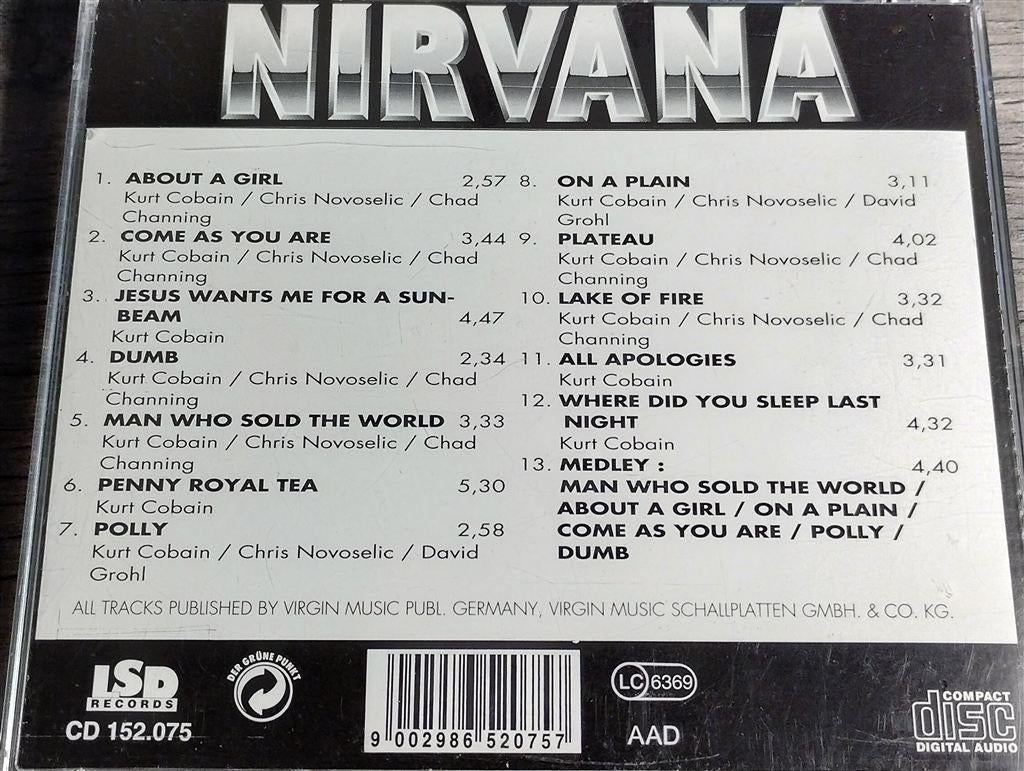 NIRVANA
1. ABOUT A GIRL 2,57
Kurt Cobain / Chris Novoselic / Chad
Channing
2. COME AS YOU ARE 3,44
Kurt Cobain / Chris Novoselic / Chad
Channing
3. JESUS WANTS ME FOR A SUN-
BEAM 4,47
Kurt Cobain
4. DUMB 2,34
Kurt Cobain / Chris Novoselic / Chad
Channing
5. MAN WHO SOLD THE WORLD 3,33
Kurt Cobain / Chris Novoselic / Chad
Channing
6. PENNY ROYAL TEA 5,30
Kurt Cobain
7. POLLY 2,58
Kurt Cobain / Chris Novoselic / David
Grohl
8. ON A PLAIN 3,11
Kurt Cobain / Chris Novoselic / David
Grohl
9. PLATEAU 4,02
Kurt Cobain / Chris Novoselic / Chad
Channing
10. LAKE OF FIRE 3,32
Kurt Cobain / Chris Novoselic / Chad
Channing
11. ALL APOLOGIES 3,31
Kurt Cobain
12. WHERE DID YOU SLEEP LAST
NIGHT 4,32
Kurt Cobain
13. MEDLEY : 4,40
MAN WHO SOLD THE WORLD /
ABOUT A GIRL / ON A PLAIN /
COME AS YOU ARE / POLLY /
DUMB
ALL TRACKS PUBLISHED BY VIRGIN MUSIC PUBL. GERMANY, VIRGIN MUSIC SCHALLPLATTEN GMBH. & CO. KG.
LSD
RECORDS
CD 152.075
DER GRÜNE PUNKT
9 002986 520757
LC 6369
AAD
COMPACT
disc
DIGITAL AUDIO